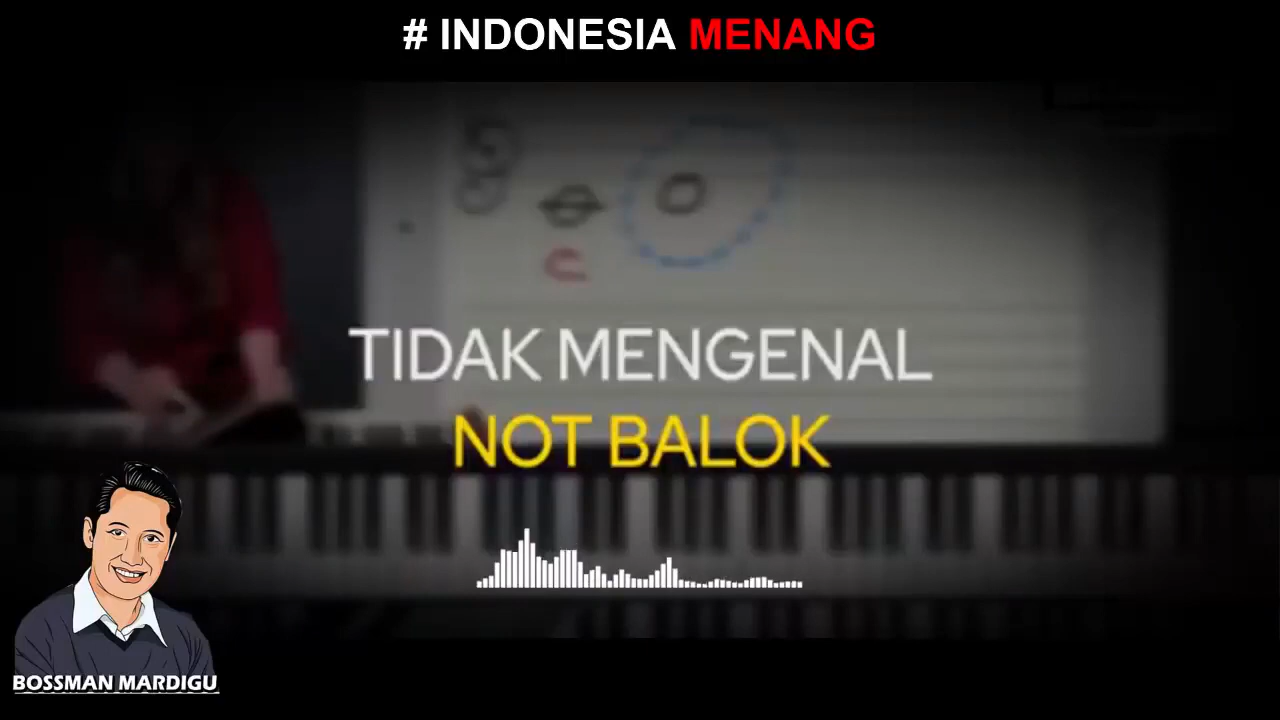 # INDONESIA MENANG
C
TIDAK MENGENAL
NOT BALOK
BOSSMAN MARDIGU